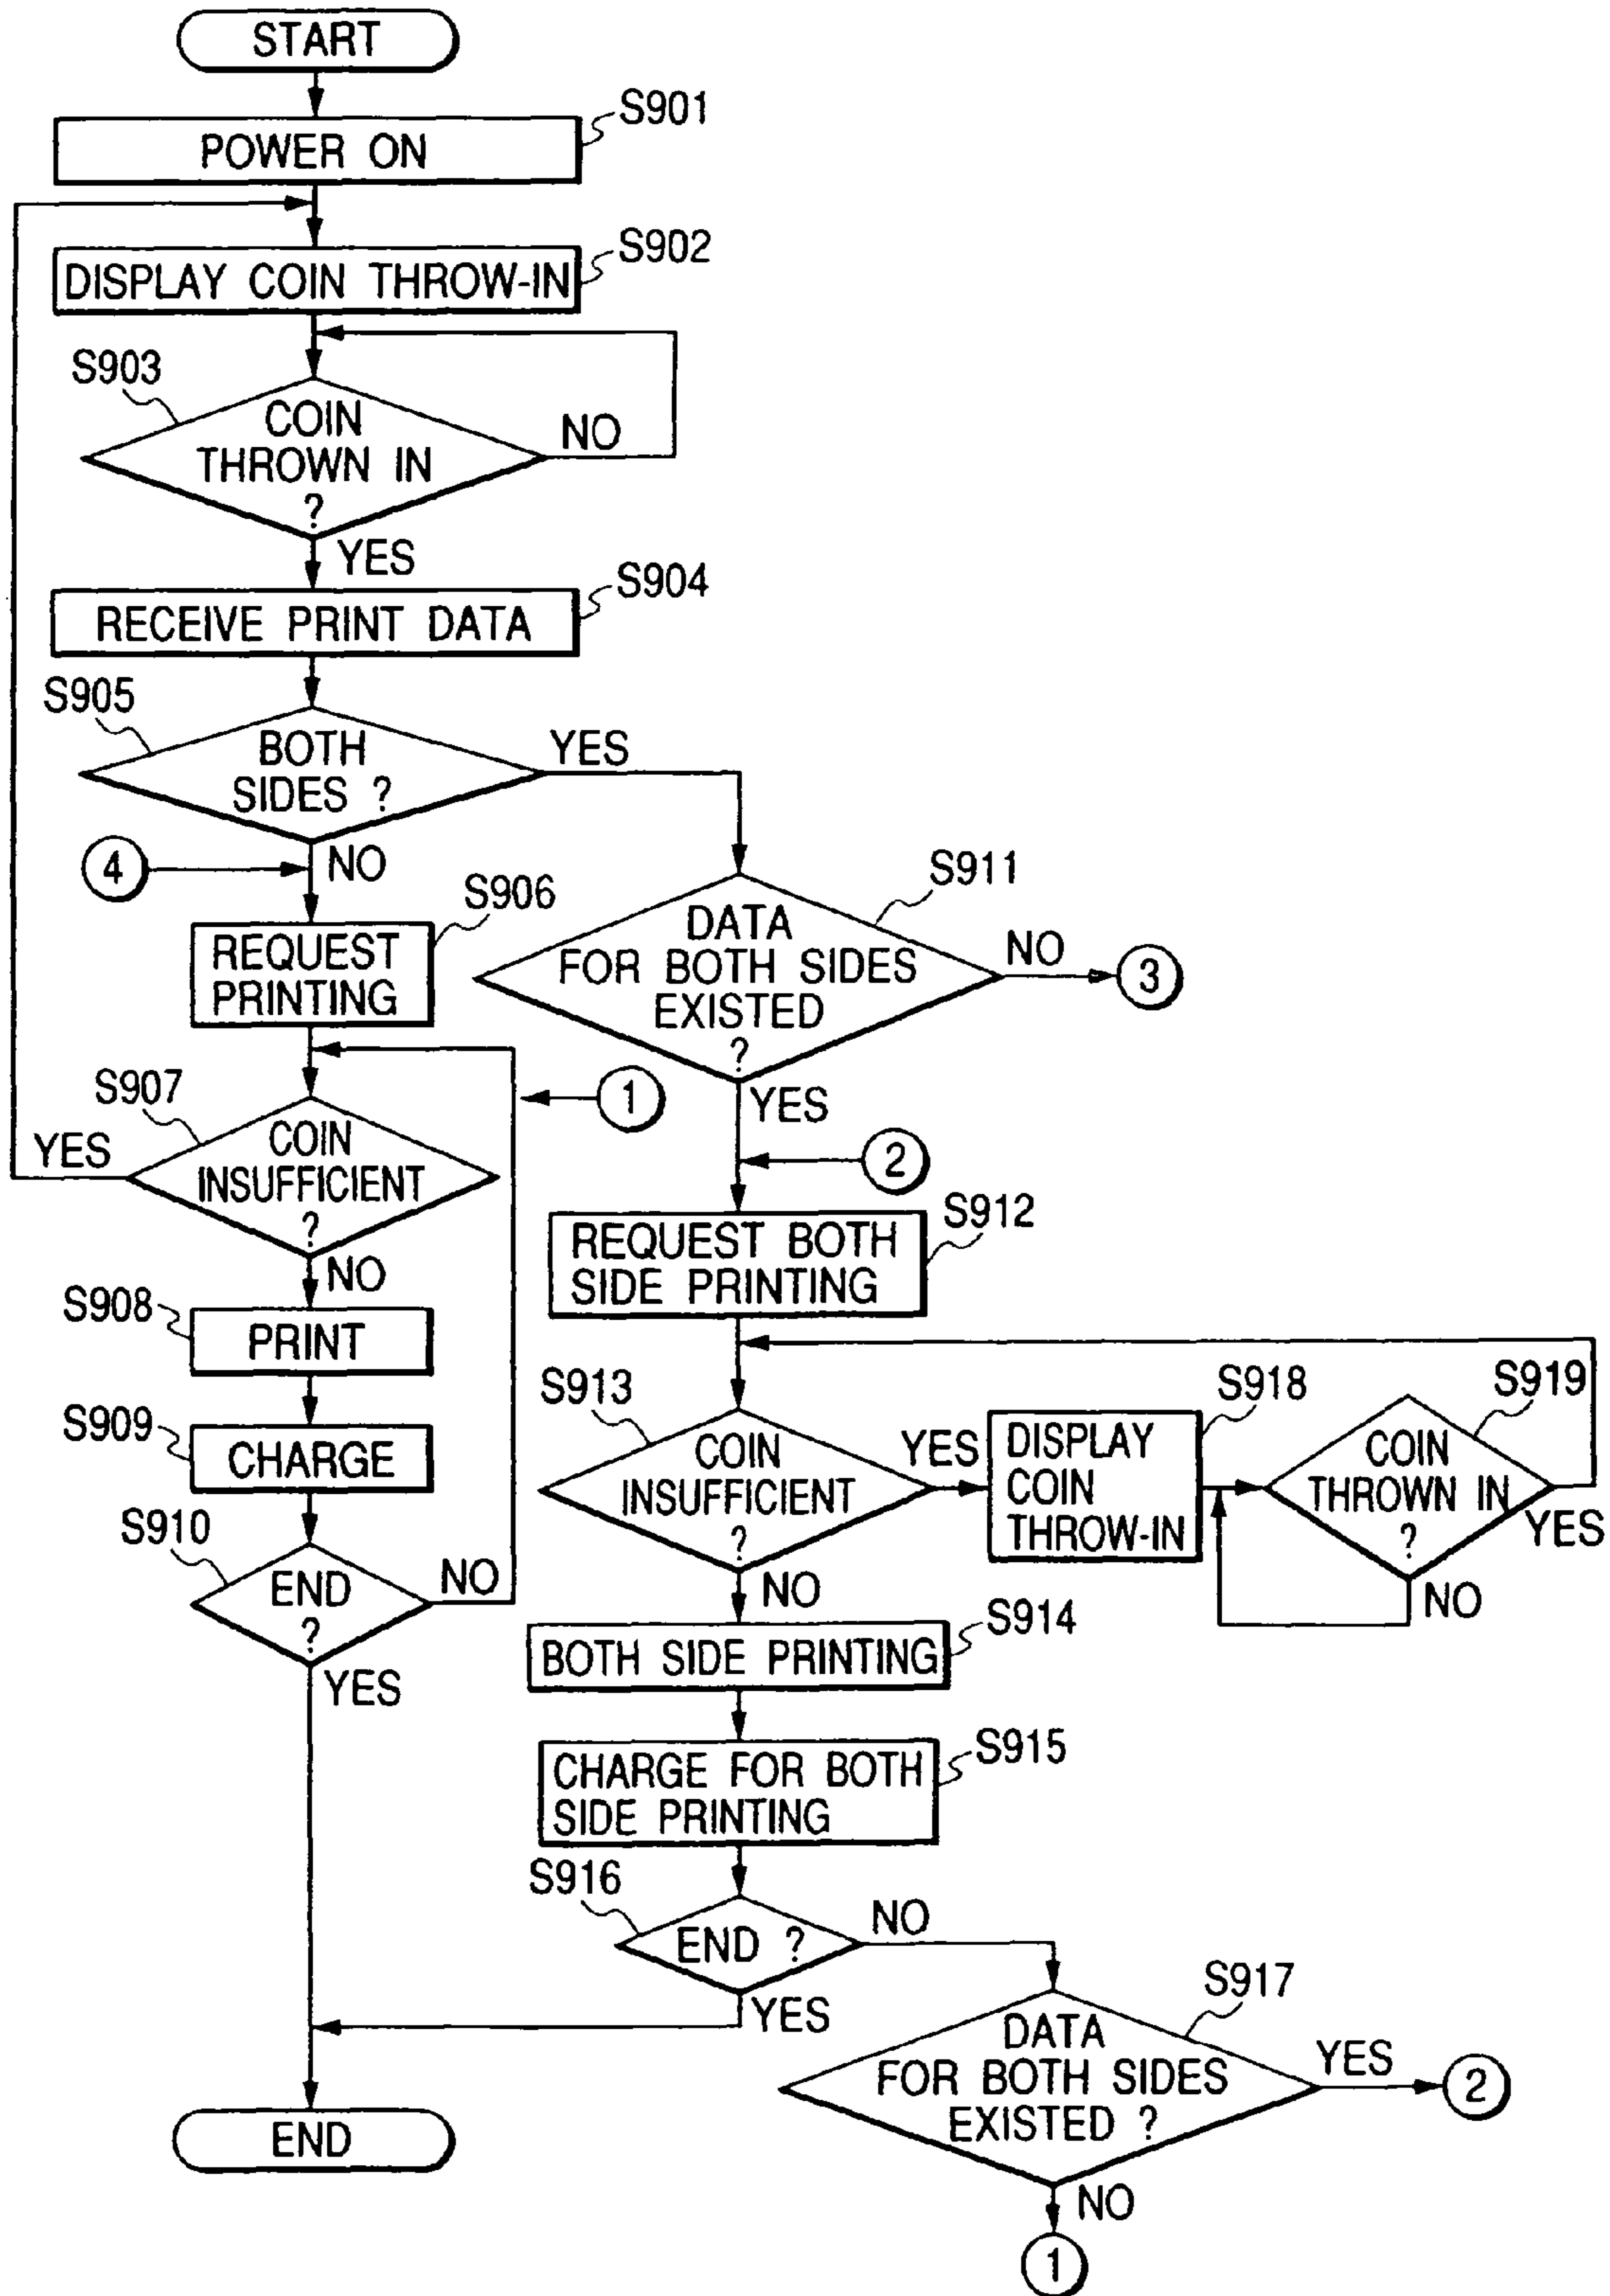 START
S901
POWER ON
S902
DISPLAY COIN THROW-IN
S903
COIN
THROWN IN
?
NO
YES
S904
RECEIVE PRINT DATA
S905
BOTH
SIDES ?
YES
NO
4
S906
REQUEST
PRINTING
S907
COIN
INSUFFICIENT
?
YES
NO
1
S908
PRINT
S909
CHARGE
S910
END
?
NO
YES
S911
DATA
FOR BOTH SIDES
EXISTED
?
NO
3
YES
2
S912
REQUEST BOTH
SIDE PRINTING
S913
COIN
INSUFFICIENT
?
YES
NO
S918
DISPLAY
COIN
THROW-IN
S919
COIN
THROWN IN
?
YES
NO
S914
BOTH SIDE PRINTING
S915
CHARGE FOR BOTH
SIDE PRINTING
S916
END ?
NO
YES
S917
DATA
FOR BOTH SIDES
EXISTED ?
YES
2
NO
1
END